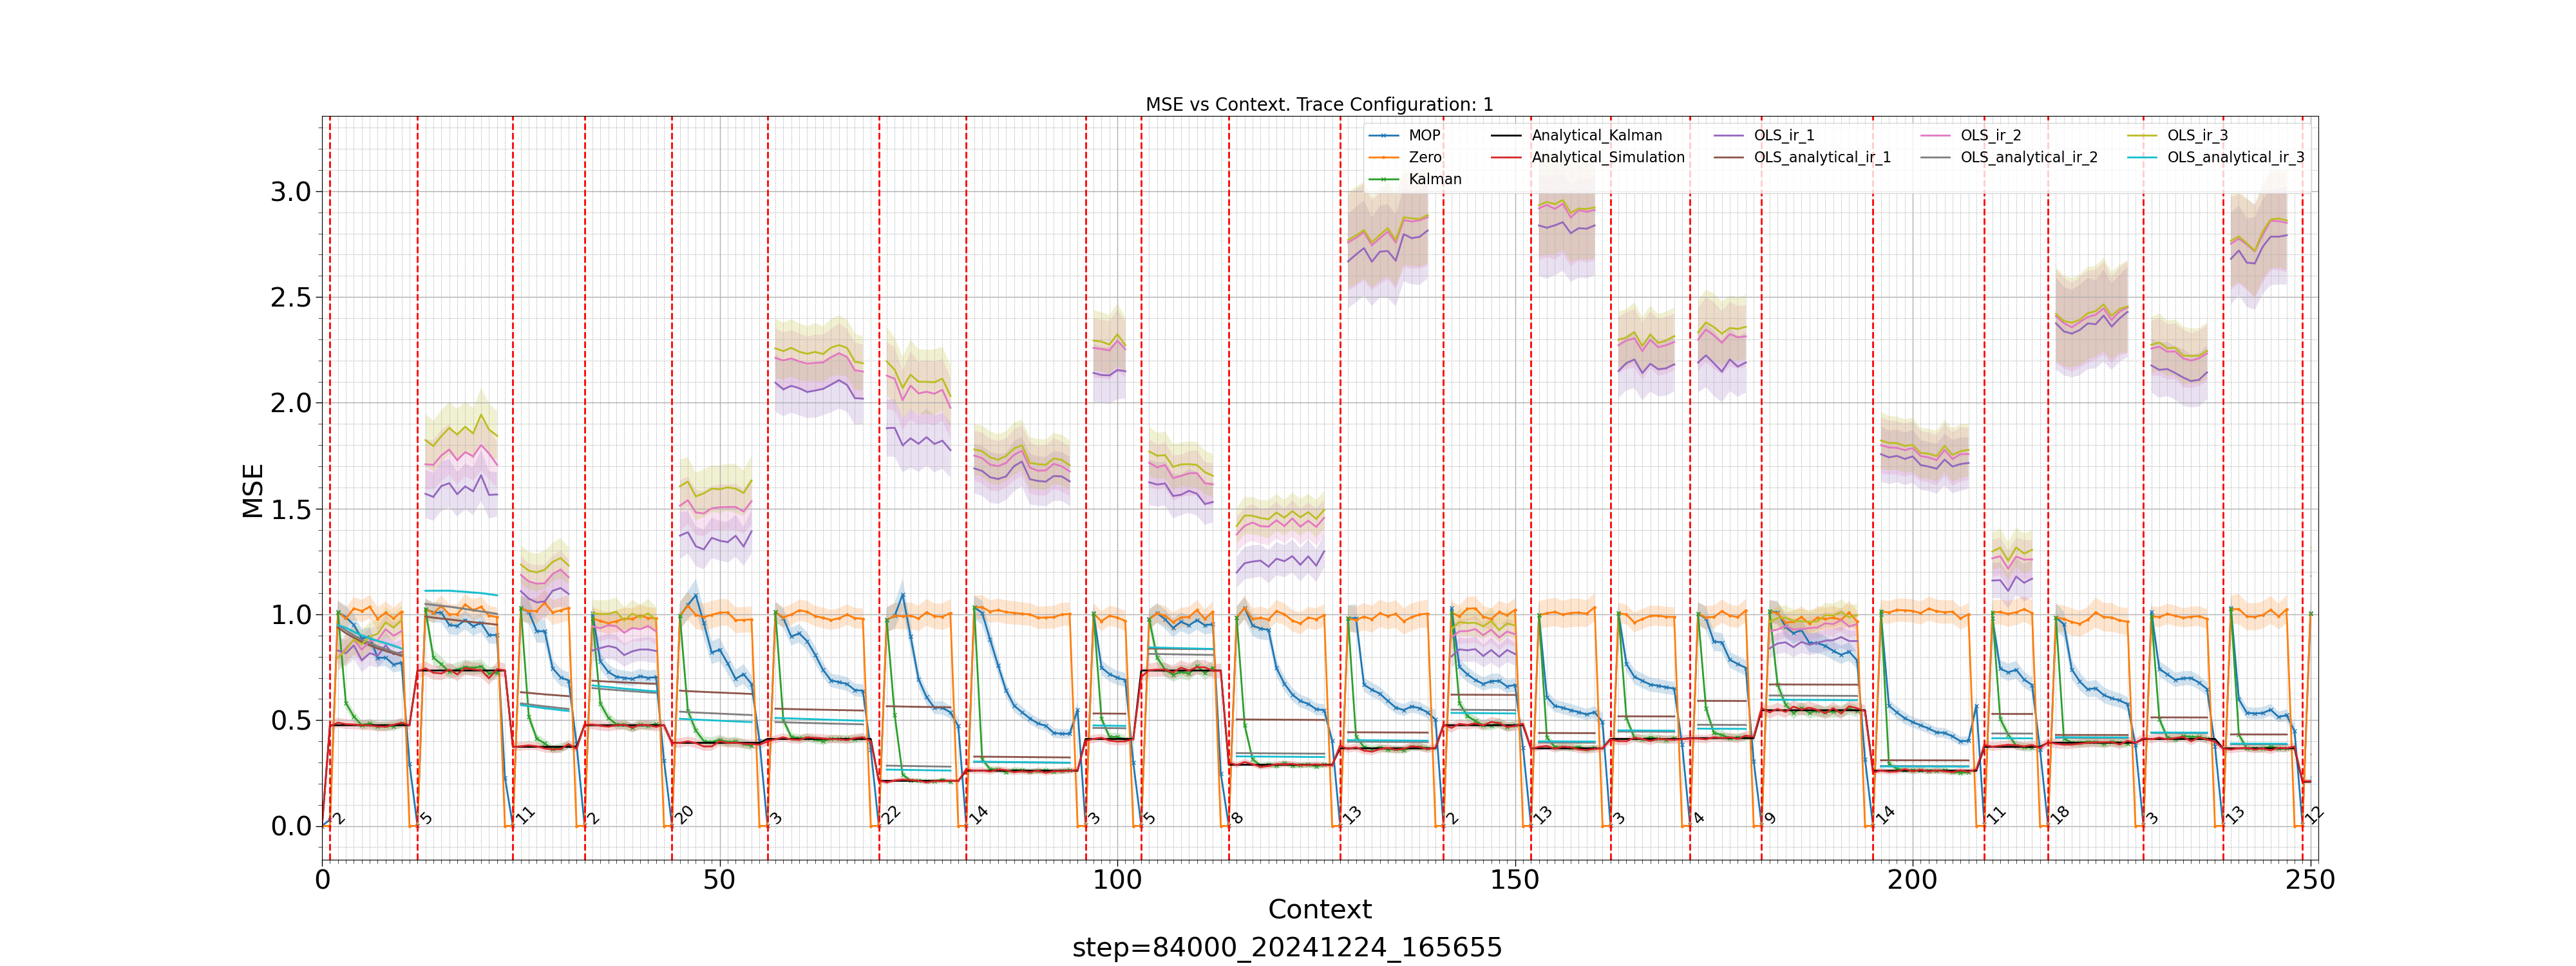 MSE vs Context. Trace Configuration: 1
MOP
Zero
Kalman
Analytical_Kalman
Analytical_Simulation
OLS_ir_1
OLS_analytical_ir_1
OLS_ir_2
OLS_analytical_ir_2
OLS_ir_3
OLS_analytical_ir_3
MSE
3.0
2.5
2.0
1.5
1.0
0.5
0.0
2 5 11 2 20 3 22 14 3 5 8 13 2 13 3 4 9 14 11 18 3 13 12
0 50 100 150 200 250
Context
step=84000_20241224_165655